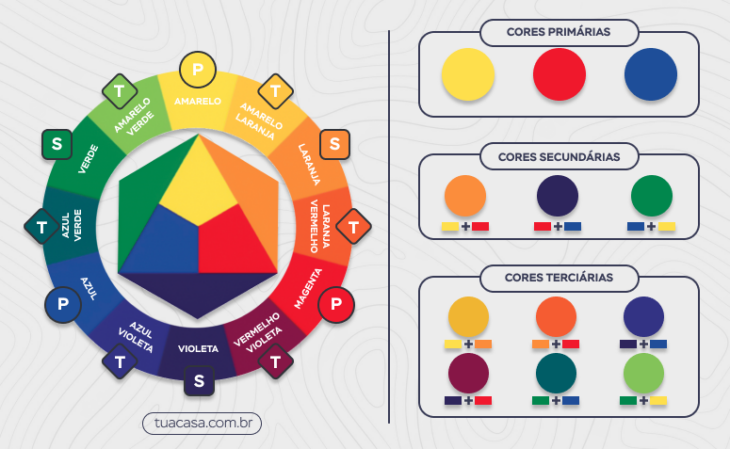 P
AMARELO
T
AMARELO
LARANJA
S
LARANJA
T
LARANJA
VERMELHO
P
MAGENTA
T
VERMELHO
VIOLETA
S
VIOLETA
T
AZUL
VIOLETA
P
AZUL
T
AZUL
VERDE
S
VERDE
T
AMARELO
VERDE
tuacasa.com.br
CORES PRIMÁRIAS
CORES SECUNDÁRIAS
+ + +
CORES TERCIÁRIAS
+ + +
+ + +